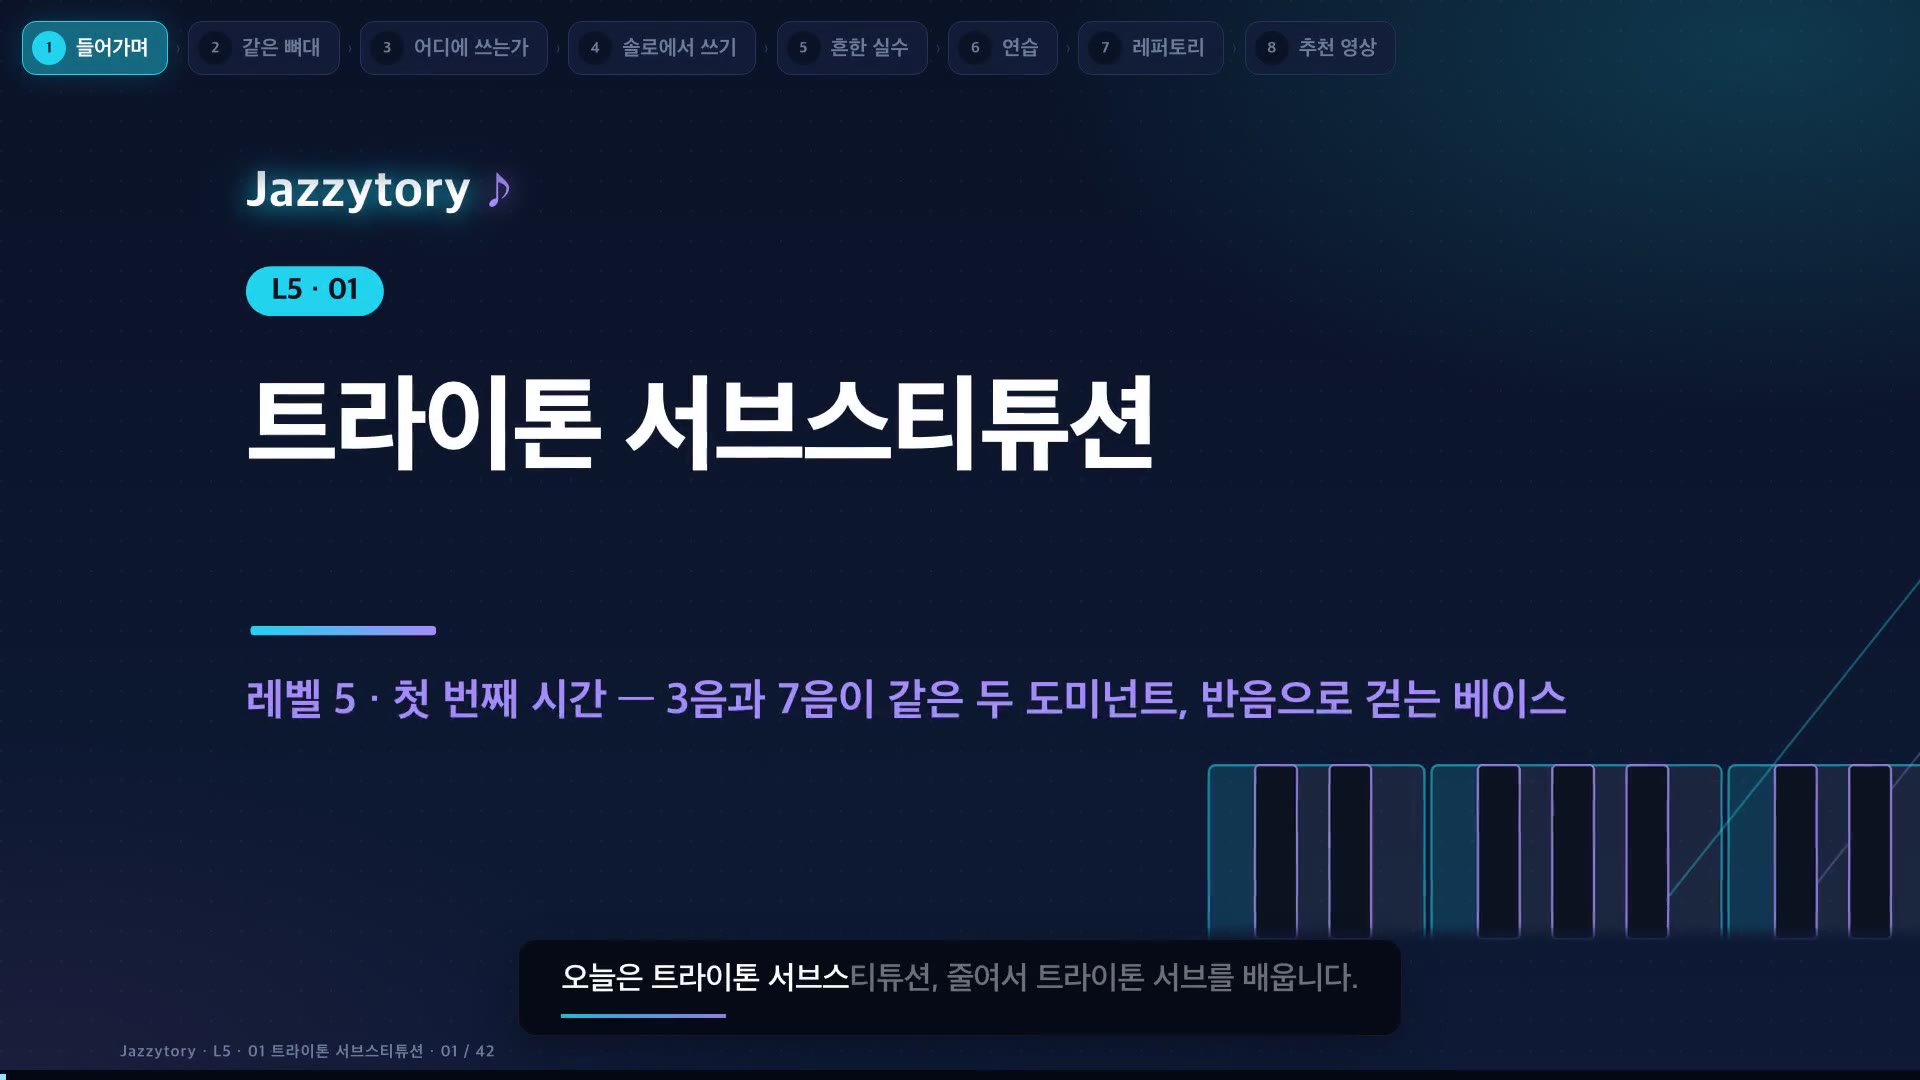 1 들어가며 › 2 같은 뼈대 › 3 어디에 쓰는가 › 4 솔로에서 쓰기 › 5 흔한 실수 › 6 연습 › 7 레퍼토리 › 8 추천 영상
Jazzytory ♪
L5 · 01
트라이톤 서브스티튜션
레벨 5 · 첫 번째 시간 — 3음과 7음이 같은 두 도미넌트, 반음으로 걷는 베이스
오늘은 트라이톤 서브스티튜션, 줄여서 트라이톤 서브를 배웁니다.
Jazzytory · L5 · 01 트라이톤 서브스티튜션 · 01 / 42